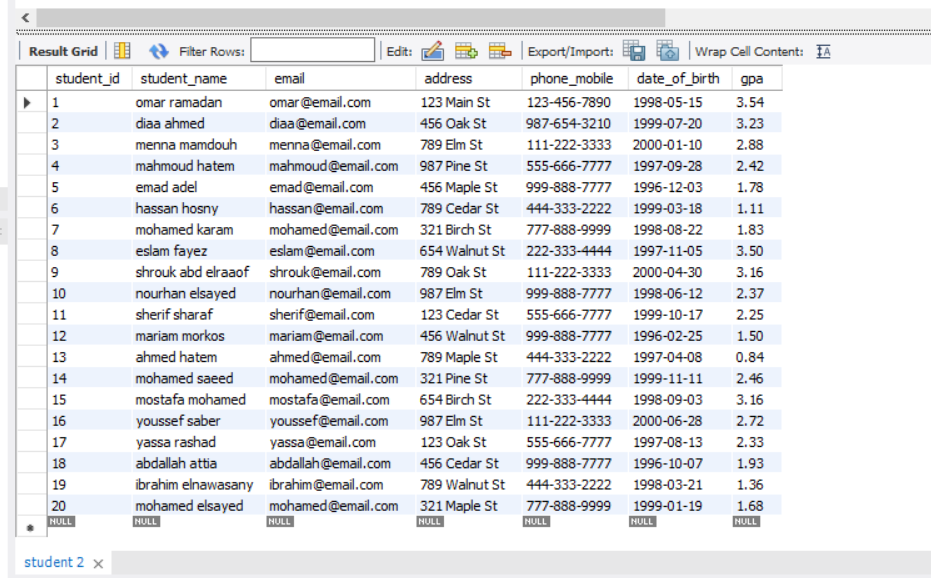 Result Grid Filter Rows: Edit: Export/Import: Wrap Cell Content: IA
student_id student_name email address phone_mobile date_of_birth gpa
1 omar ramadan omar@email.com 123 Main St 123-456-7890 1998-05-15 3.54
2 diaa ahmed diaa@email.com 456 Oak St 987-654-3210 1999-07-20 3.23
3 menna mamdouh menna@email.com 789 Elm St 111-222-3333 2000-01-10 2.88
4 mahmoud hatem mahmoud@email.com 987 Pine St 555-666-7777 1997-09-28 2.42
5 emad adel emad@email.com 456 Maple St 999-888-7777 1996-12-03 1.78
6 hassan hosny hassan@email.com 789 Cedar St 444-333-2222 1999-03-18 1.11
7 mohamed karam mohamed@email.com 321 Birch St 777-888-9999 1998-08-22 1.83
8 eslam fayez eslam@email.com 654 Walnut St 222-333-4444 1997-11-05 3.50
9 shrouk abd elraaof shrouk@email.com 789 Oak St 111-222-3333 2000-04-30 3.16
10 nourhan elsayed nourhan@email.com 987 Elm St 999-888-7777 1998-06-12 2.37
11 sherif sharaf sherif@email.com 123 Cedar St 555-666-7777 1999-10-17 2.25
12 mariam morkos mariam@email.com 456 Walnut St 999-888-7777 1996-02-25 1.50
13 ahmed hatem ahmed@email.com 789 Maple St 444-333-2222 1997-04-08 0.84
14 mohamed saeed mohamed@email.com 321 Pine St 777-888-9999 1999-11-11 2.46
15 mostafa mohamed mostafa@email.com 654 Birch St 222-333-4444 1998-09-03 3.16
16 youssef saber youssef@email.com 987 Elm St 111-222-3333 2000-06-28 2.72
17 yassa rashad yassa@email.com 123 Oak St 555-666-7777 1997-08-13 2.33
18 abdallah attia abdallah@email.com 456 Cedar St 999-888-7777 1996-10-07 1.93
19 ibrahim elnawasany ibrahim@email.com 789 Walnut St 444-333-2222 1998-03-21 1.36
20 mohamed elsayed mohamed@email.com 321 Maple St 777-888-9999 1999-01-19 1.68
NULL NULL NULL NULL NULL NULL NULL
student 2